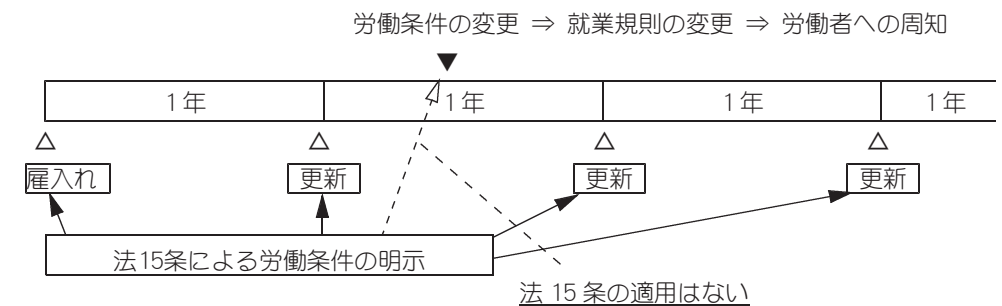 労働条件の変更 ⇒ 就業規則の変更 ⇒ 労働者への周知
▼
1年 1年 1年 1年
△ △ △ △
雇入れ 更新 更新 更新
法15条による労働条件の明示
法 15 条の適用はない